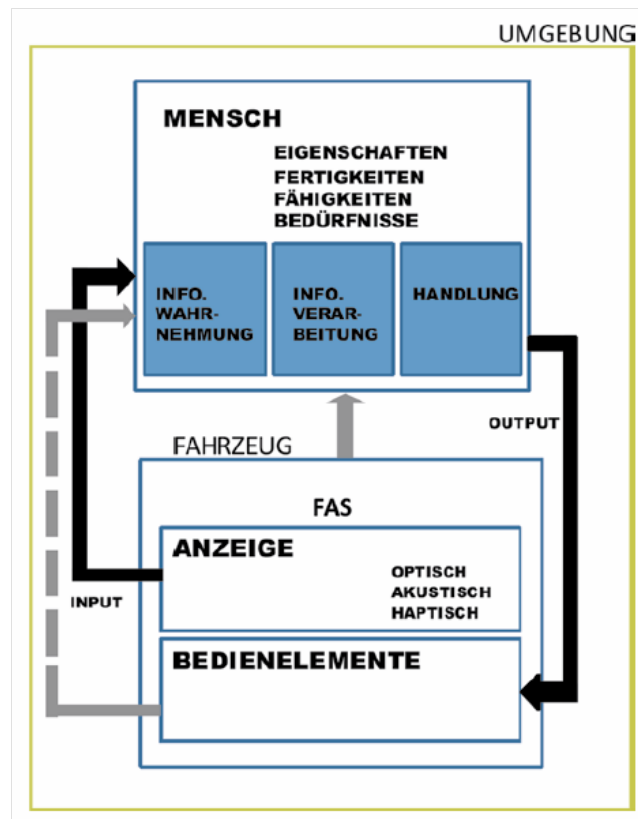 UMGEBUNG
MENSCH
EIGENSCHAFTEN
FERTIGKEITEN
FÄHIGKEITEN
BEDÜRFNISSE
INFO.
WAHR-
NEHMUNG
INFO.
VERAR-
BEITUNG
HANDLUNG
OUTPUT
FAHRZEUG
FAS
ANZEIGE
OPTISCH
AKUSTISCH
HAPTISCH
INPUT
BEDIENELEMENTE